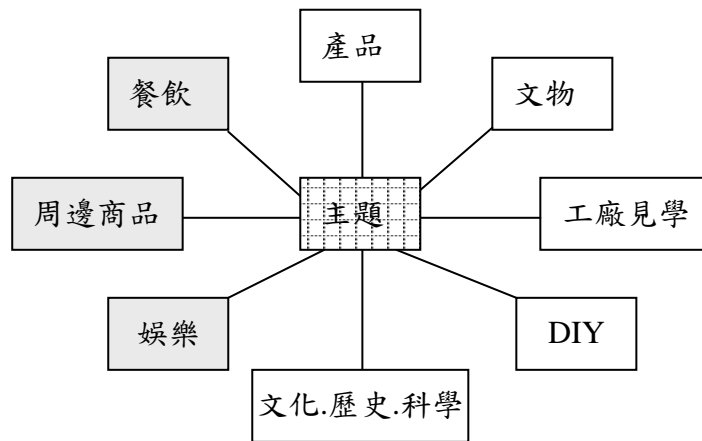 產品
餐飲
文物
周邊商品
主題
工廠見學
娛樂
DIY
文化.歷史.科學